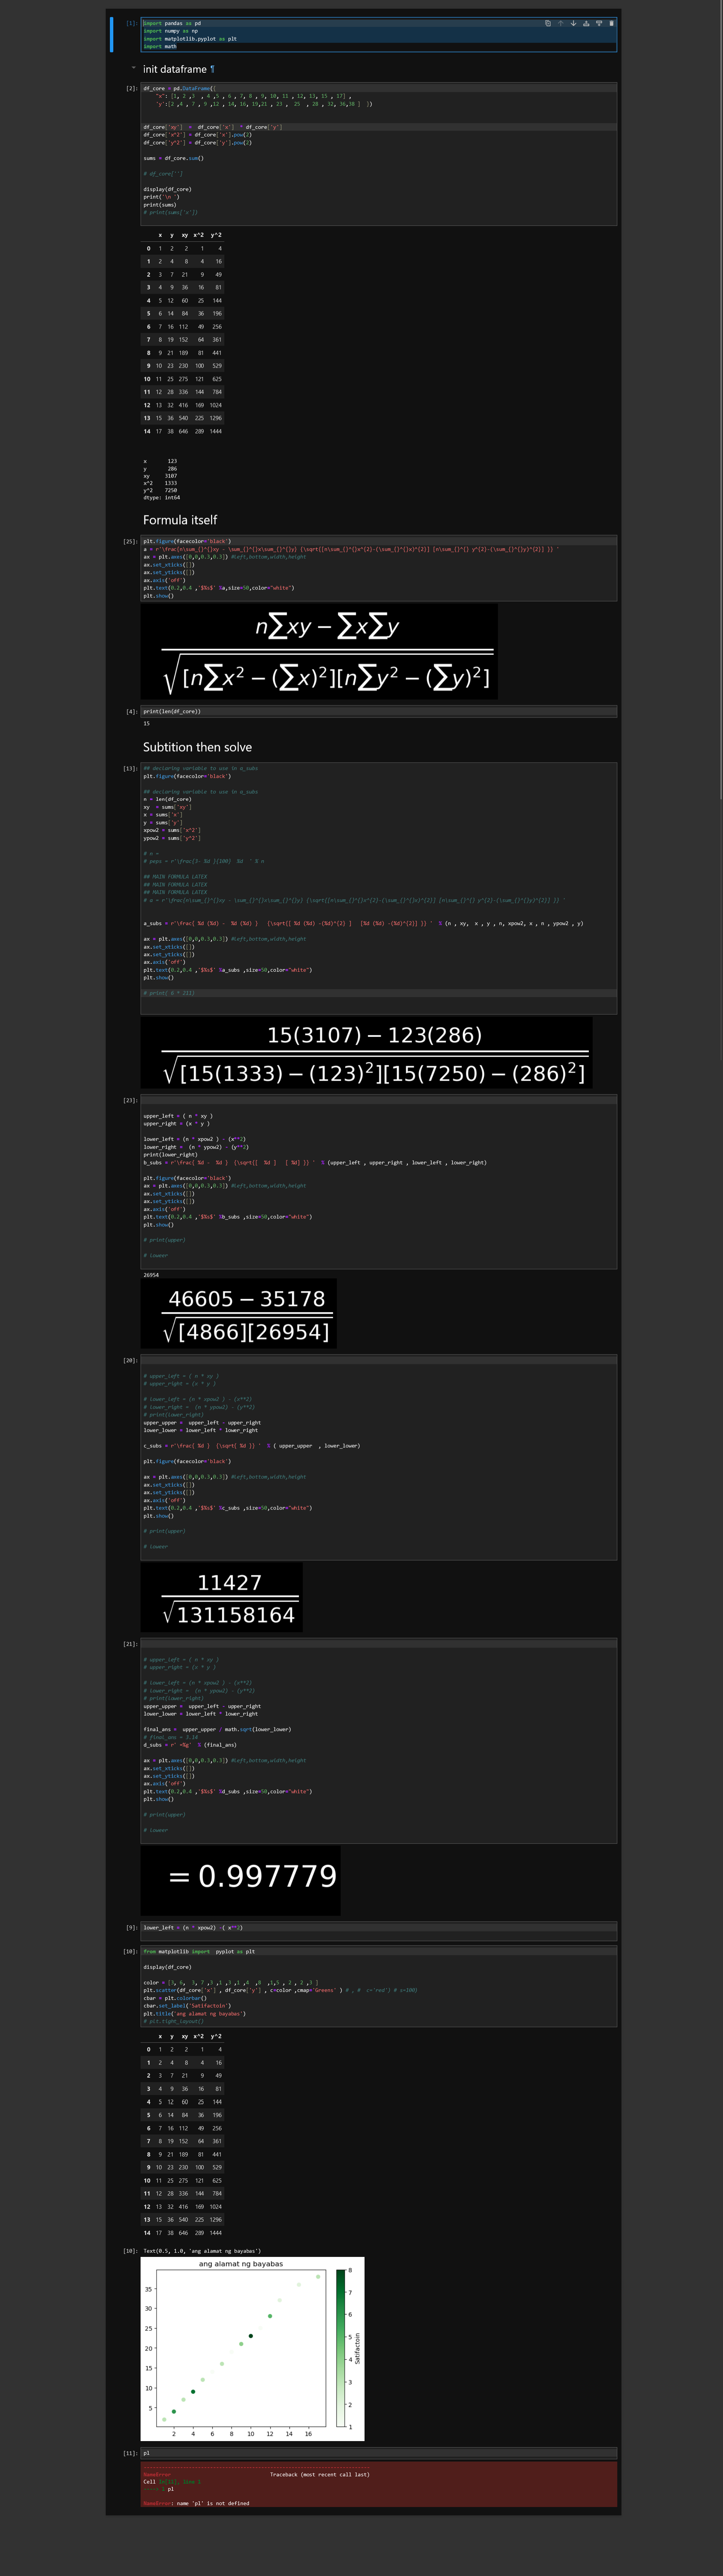 [1]: import pandas as pd
import numpy as np
import matplotlib.pyplot as plt
import math
init dataframe ¶
[2]: df_core = pd.DataFrame({
"x": [1, 2 ,3 , 4 ,5 , 6 , 7, 8 , 9, 10, 11 , 12, 13, 15 , 17] ,
'y':[2 ,4 , 7 , 9 ,12 , 14, 16, 19,21 , 23 , 25 , 28 , 32, 36,38 ] })
df_core['xy'] = df_core['x'] * df_core['y']
df_core['x^2'] = df_core['x'].pow(2)
df_core['y^2'] = df_core['y'].pow(2)
sums = df_core.sum()
# df_core['']
display(df_core)
print('\n ')
print(sums)
# print(sums['x'])
x y xy x^2 y^2
0 1 2 2 1 4
1 2 4 8 4 16
2 3 7 21 9 49
3 4 9 36 16 81
4 5 12 60 25 144
5 6 14 84 36 196
6 7 16 112 49 256
7 8 19 152 64 361
8 9 21 189 81 441
9 10 23 230 100 529
10 11 25 275 121 625
11 12 28 336 144 784
12 13 32 416 169 1024
13 15 36 540 225 1296
14 17 38 646 289 1444
x 123
y 286
xy 3107
x^2 1333
y^2 7250
dtype: int64
Formula itself
[25]: plt.figure(facecolor='black')
a = r'\frac{n\sum_{}^{}xy - \sum_{}^{}x\sum_{}^{}y} {\sqrt{[n\sum_{}^{}x^{2}-(\sum_{}^{}x)^{2}] [n\sum_{}^{} y^{2}-(\sum_{}^{}y)^{2}] }} '
ax = plt.axes([0,0,0.3,0.3]) #left,bottom,width,height
ax.set_xticks([])
ax.set_yticks([])
ax.axis('off')
plt.text(0.2,0.4 ,'$%s$' %a,size=50,color="white")
plt.show()
n∑xy − ∑x∑y
√[n∑x² − (∑x)²][n∑y² − (∑y)²]
[4]: print(len(df_core))
15
Subtition then solve
[13]: ## declaring variable to use in a_subs
plt.figure(facecolor='black')
## declaring variable to use in a_subs
n = len(df_core)
xy = sums['xy']
x = sums['x']
y = sums['y']
xpow2 = sums['x^2']
ypow2 = sums['y^2']
# n =
# peps = r'\frac{3- %d }{100} %d ' % n
## MAIN FORMULA LATEX
## MAIN FORMULA LATEX
## MAIN FORMULA LATEX
# a = r'\frac{n\sum_{}^{}xy - \sum_{}^{}x\sum_{}^{}y} {\sqrt{[n\sum_{}^{}x^{2}-(\sum_{}^{}x)^{2}] [n\sum_{}^{} y^{2}-(\sum_{}^{}y)^{2}] }} '
a_subs = r'\frac{ %d (%d) - %d (%d) } {\sqrt{[ %d (%d) -(%d)^{2} ] [%d (%d) -(%d)^{2}] }} ' % (n , xy, x , y , n, xpow2, x , n , ypow2 , y)
ax = plt.axes([0,0,0.3,0.3]) #left,bottom,width,height
ax.set_xticks([])
ax.set_yticks([])
ax.axis('off')
plt.text(0.2,0.4 ,'$%s$' %a_subs ,size=50,color="white")
plt.show()
# print( 6 * 233)
15(3107) − 123(286)
√[15(1333) − (123)²][15(7250) − (286)²]
[23]:
upper_left = ( n * xy )
upper_right = (x * y )
lower_left = (n * xpow2 ) - (x**2)
lower_right = (n * ypow2) - (y**2)
print(lower_right)
b_subs = r'\frac{ %d - %d } {\sqrt{[ %d ] [ %d] }} ' % (upper_left , upper_right , lower_left , lower_right)
plt.figure(facecolor='black')
ax = plt.axes([0,0,0.3,0.3]) #left,bottom,width,height
ax.set_xticks([])
ax.set_yticks([])
ax.axis('off')
plt.text(0.2,0.4 ,'$%s$' %b_subs ,size=50,color="white")
plt.show()
# print(upper)
# loweer
26954
46605 − 35178
√[4866][26954]
[20]:
# upper_left = ( n * xy )
# upper_right = (x * y )
# lower_left = (n * xpow2 ) - (x**2)
# lower_right = (n * ypow2) - (y**2)
# print(lower_right)
upper_upper = upper_left - upper_right
lower_lower = lower_left * lower_right
c_subs = r'\frac{ %d } {\sqrt{ %d }} ' % ( upper_upper , lower_lower)
plt.figure(facecolor='black')
ax = plt.axes([0,0,0.3,0.3]) #left,bottom,width,height
ax.set_xticks([])
ax.set_yticks([])
ax.axis('off')
plt.text(0.2,0.4 ,'$%s$' %c_subs ,size=50,color="white")
plt.show()
# print(upper)
# loweer
11427
√131158164
[21]:
# upper_left = ( n * xy )
# upper_right = (x * y )
# lower_left = (n * xpow2 ) - (x**2)
# lower_right = (n * ypow2) - (y**2)
# print(lower_right)
upper_upper = upper_left - upper_right
lower_lower = lower_left * lower_right
final_ans = upper_upper / math.sqrt(lower_lower)
# final_ans = 3.14
d_subs = r' =%g' % (final_ans)
ax = plt.axes([0,0,0.3,0.3]) #left,bottom,width,height
ax.set_xticks([])
ax.set_yticks([])
ax.axis('off')
plt.text(0.2,0.4 ,'$%s$' %d_subs ,size=50,color="white")
plt.show()
# print(upper)
# loweer
= 0.997779
[9]: lower_left = (n * xpow2) -( x**2)
[10]: from matplotlib import pyplot as plt
display(df_core)
color = [3, 6, 3, 7 ,3 ,1 ,3 ,1 ,4 ,8 ,1,5 , 2 , 2 ,3 ]
plt.scatter(df_core['x'] , df_core['y'] , c=color ,cmap='Greens' ) # , # c='red') # s=100)
cbar = plt.colorbar()
cbar.set_label('Satifactoin')
plt.title('ang alamat ng bayabas')
# plt.tight_layout()
x y xy x^2 y^2
0 1 2 2 1 4
1 2 4 8 4 16
2 3 7 21 9 49
3 4 9 36 16 81
4 5 12 60 25 144
5 6 14 84 36 196
6 7 16 112 49 256
7 8 19 152 64 361
8 9 21 189 81 441
9 10 23 230 100 529
10 11 25 275 121 625
11 12 28 336 144 784
12 13 32 416 169 1024
13 15 36 540 225 1296
14 17 38 646 289 1444
[10]: Text(0.5, 1.0, 'ang alamat ng bayabas')
ang alamat ng bayabas
35
30
25
20
15
10
5
2 4 6 8 10 12 14 16
8
7
6
5
4
3
2
1
Satifactoin
[11]: pl
NameError Traceback (most recent call last)
Cell In[11], line 1
----> 1 pl
NameError: name 'pl' is not defined